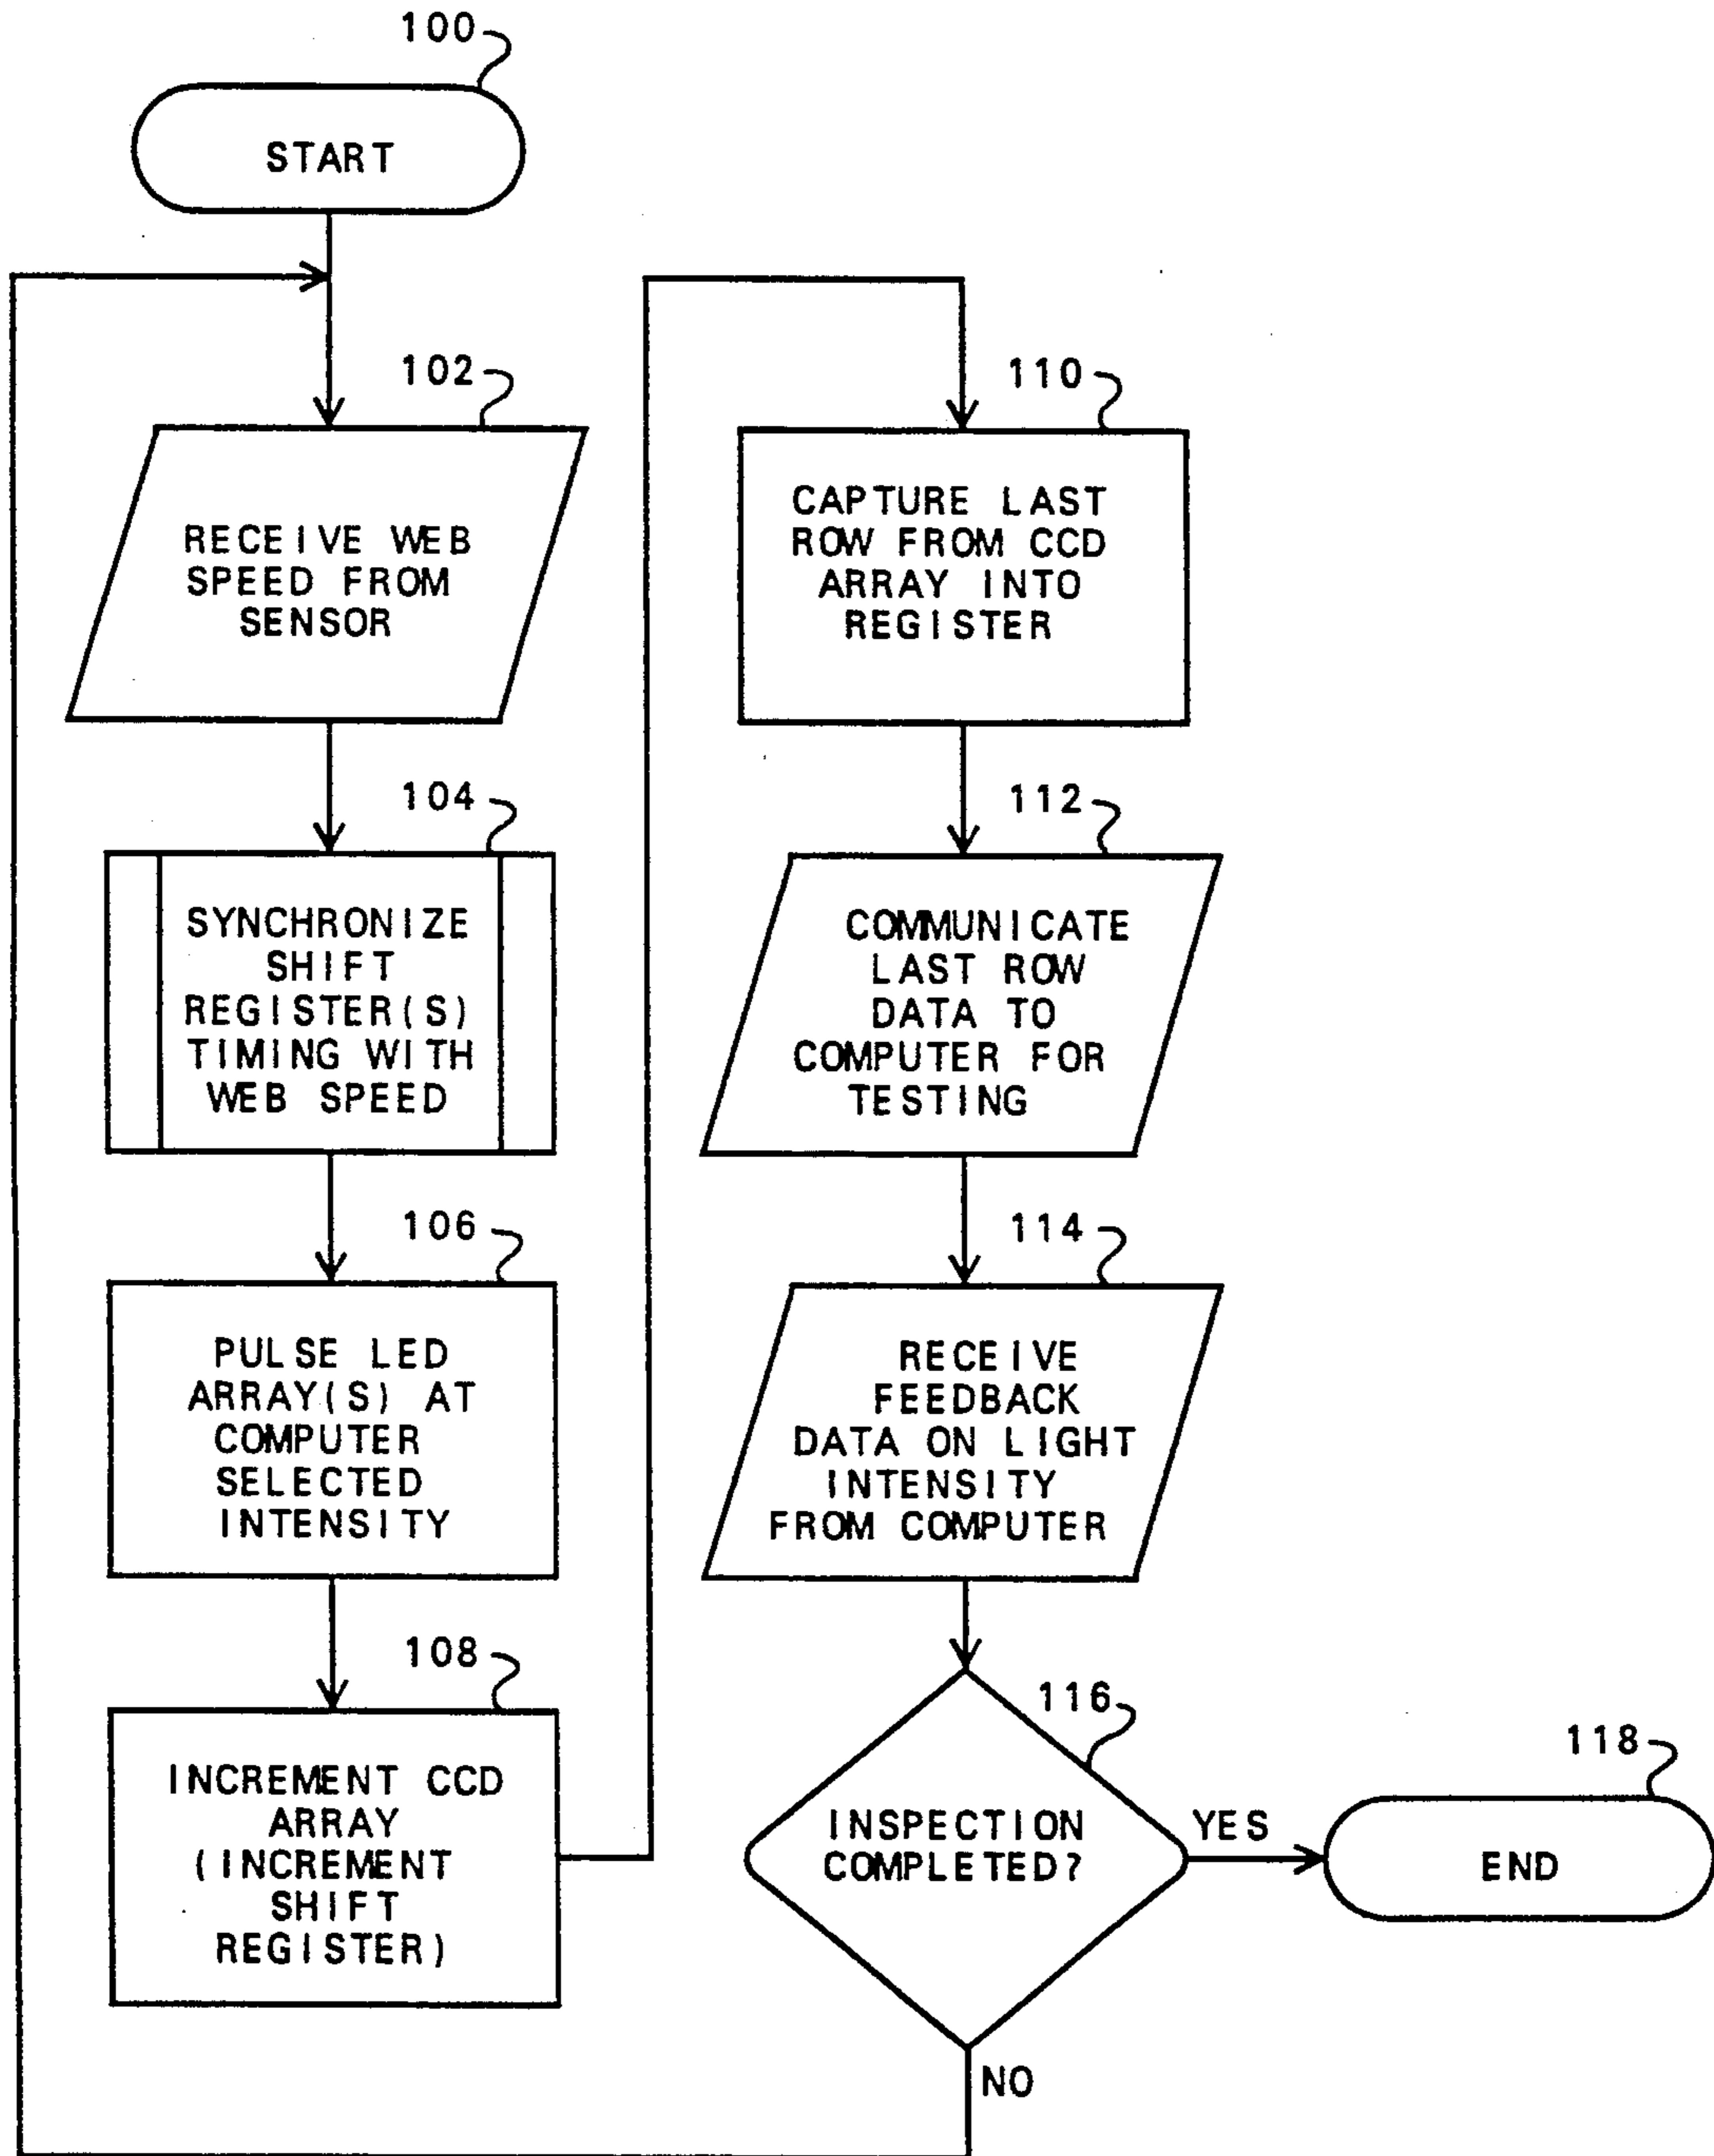 100
START
102
RECEIVE WEB
SPEED FROM
SENSOR
104
SYNCHRONIZE
SHIFT
REGISTER(S)
TIMING WITH
WEB SPEED
106
PULSE LED
ARRAY(S) AT
COMPUTER
SELECTED
INTENSITY
108
INCREMENT CCD
ARRAY
(INCREMENT
SHIFT
REGISTER)
110
CAPTURE LAST
ROW FROM CCD
ARRAY INTO
REGISTER
112
COMMUNICATE
LAST ROW
DATA TO
COMPUTER FOR
TESTING
114
RECEIVE
FEEDBACK
DATA ON LIGHT
INTENSITY
FROM COMPUTER
116
INSPECTION
COMPLETED?
YES
NO
118
END